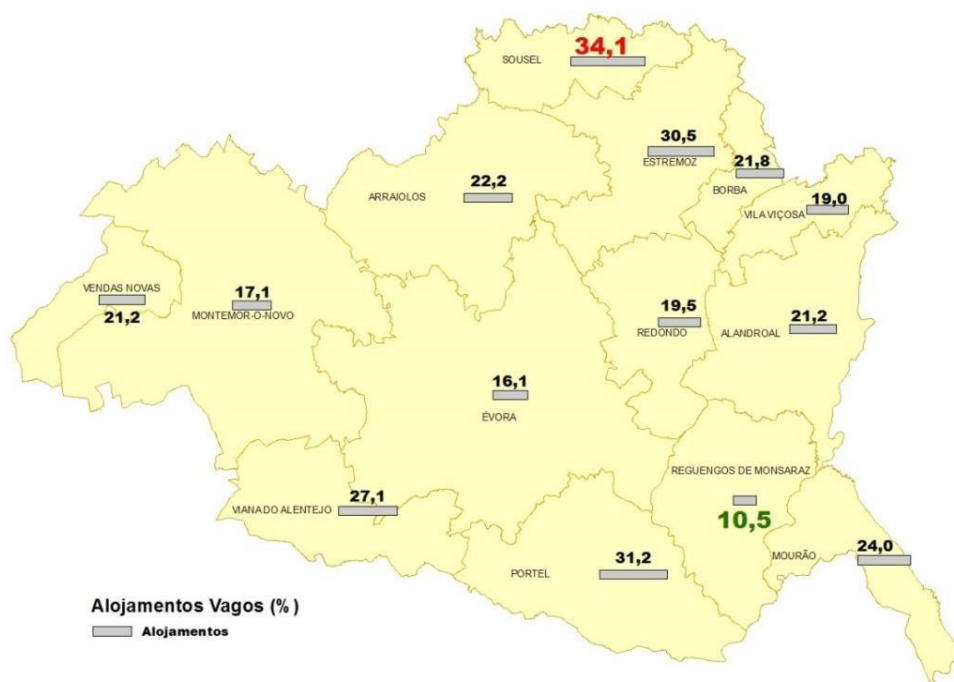 34,1
SOUSEL
30,5
ESTREMOZ
21,8
BORBA
22,2
ARRAIOLOS
19,0
VILA VIÇOSA
VENDAS NOVAS
21,2
17,1
MONTEMOR-O-NOVO
19,5
REDONDO
21,2
ALANDROAL
16,1
ÉVORA
REGUENGOS DE MONSARAZ
10,5
27,1
VIANA DO ALENTEJO
24,0
MOURÃO
31,2
PORTEL
Alojamentos Vagos (%)
Alojamentos